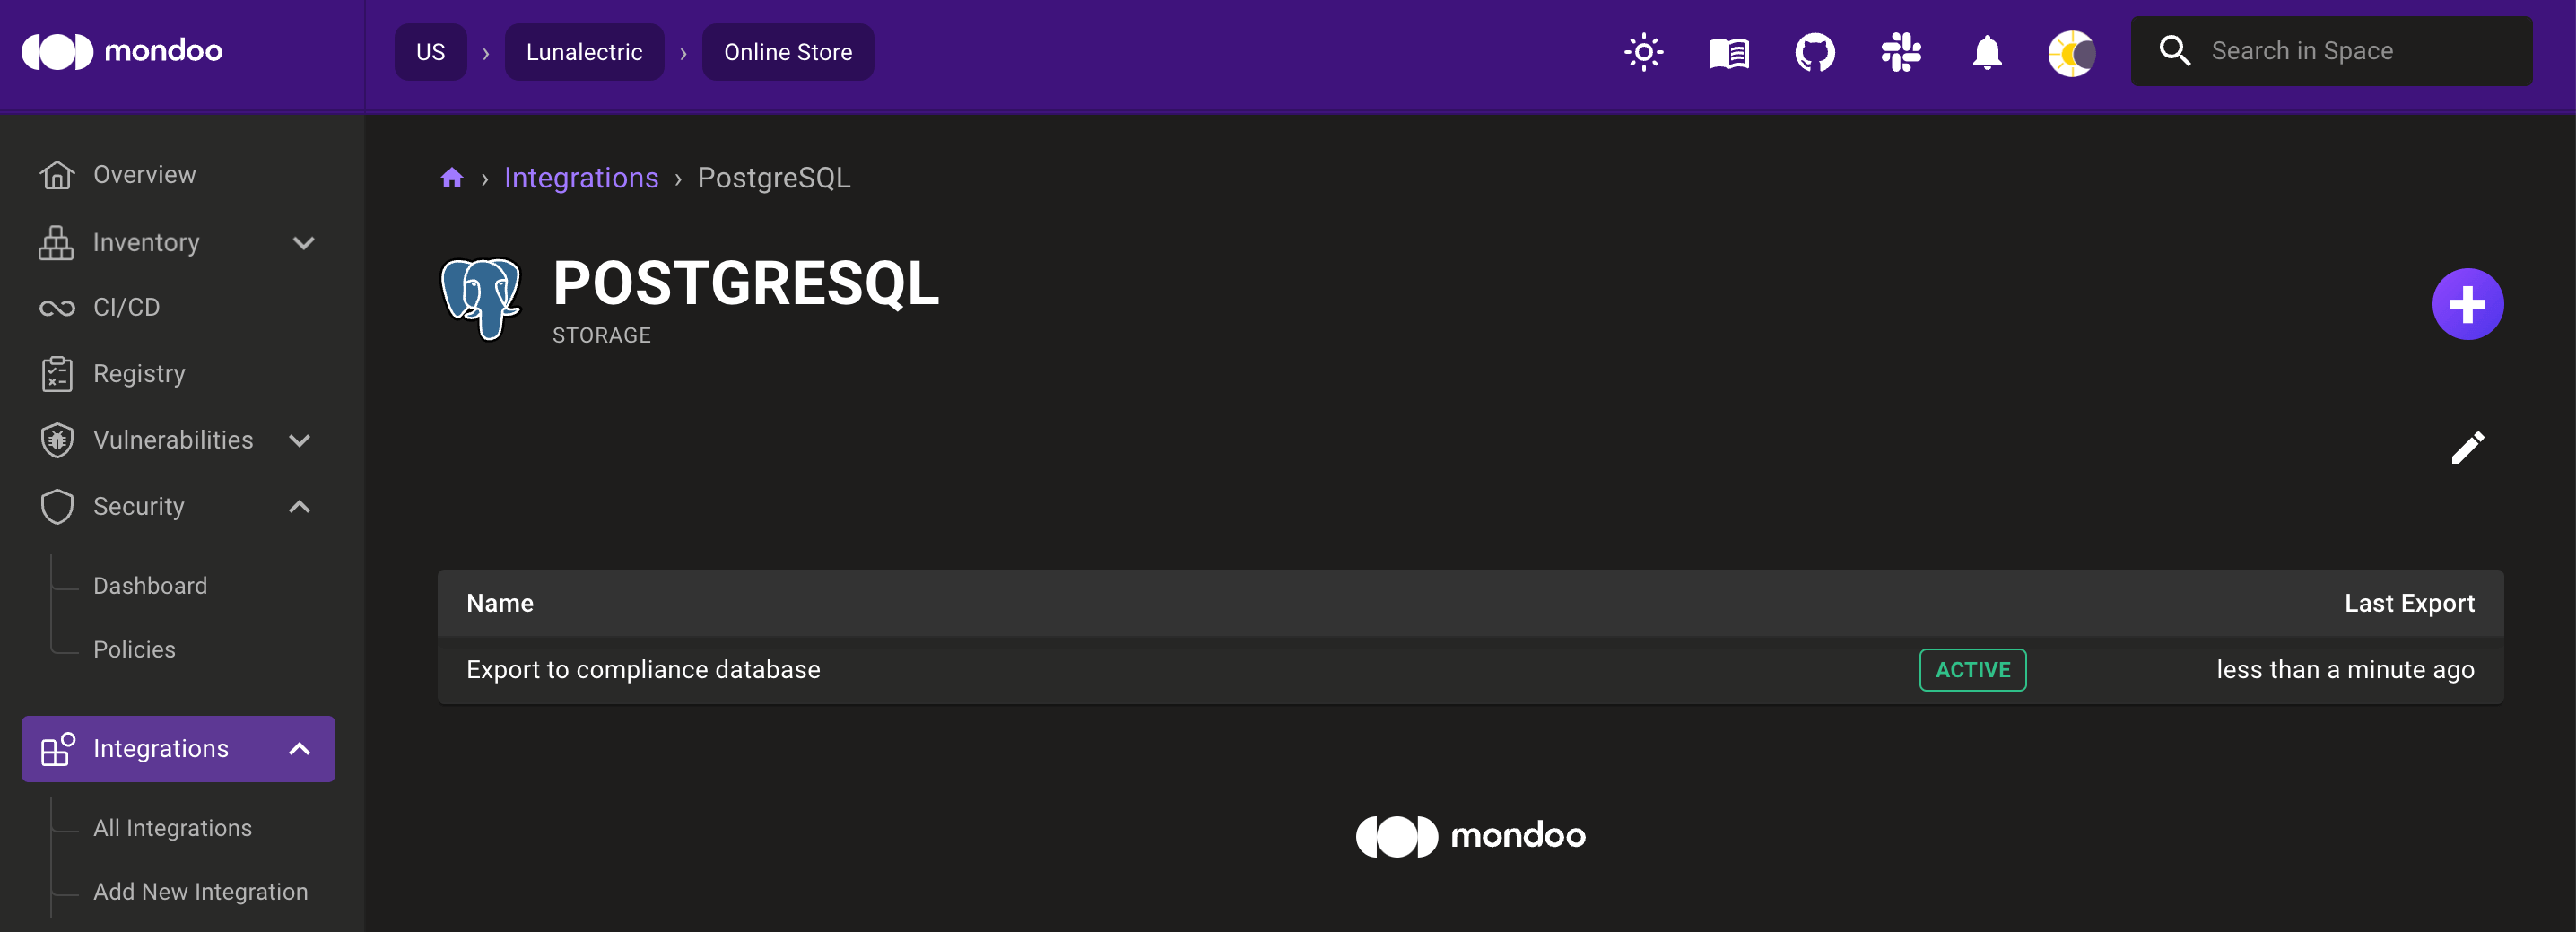 mondoo
US › Lunalectric › Online Store
Search in Space
Overview
Inventory
CI/CD
Registry
Vulnerabilities
Security
Dashboard
Policies
Integrations
All Integrations
Add New Integration
› Integrations › PostgreSQL
POSTGRESQL
STORAGE
Name Last Export
Export to compliance database ACTIVE less than a minute ago
mondoo